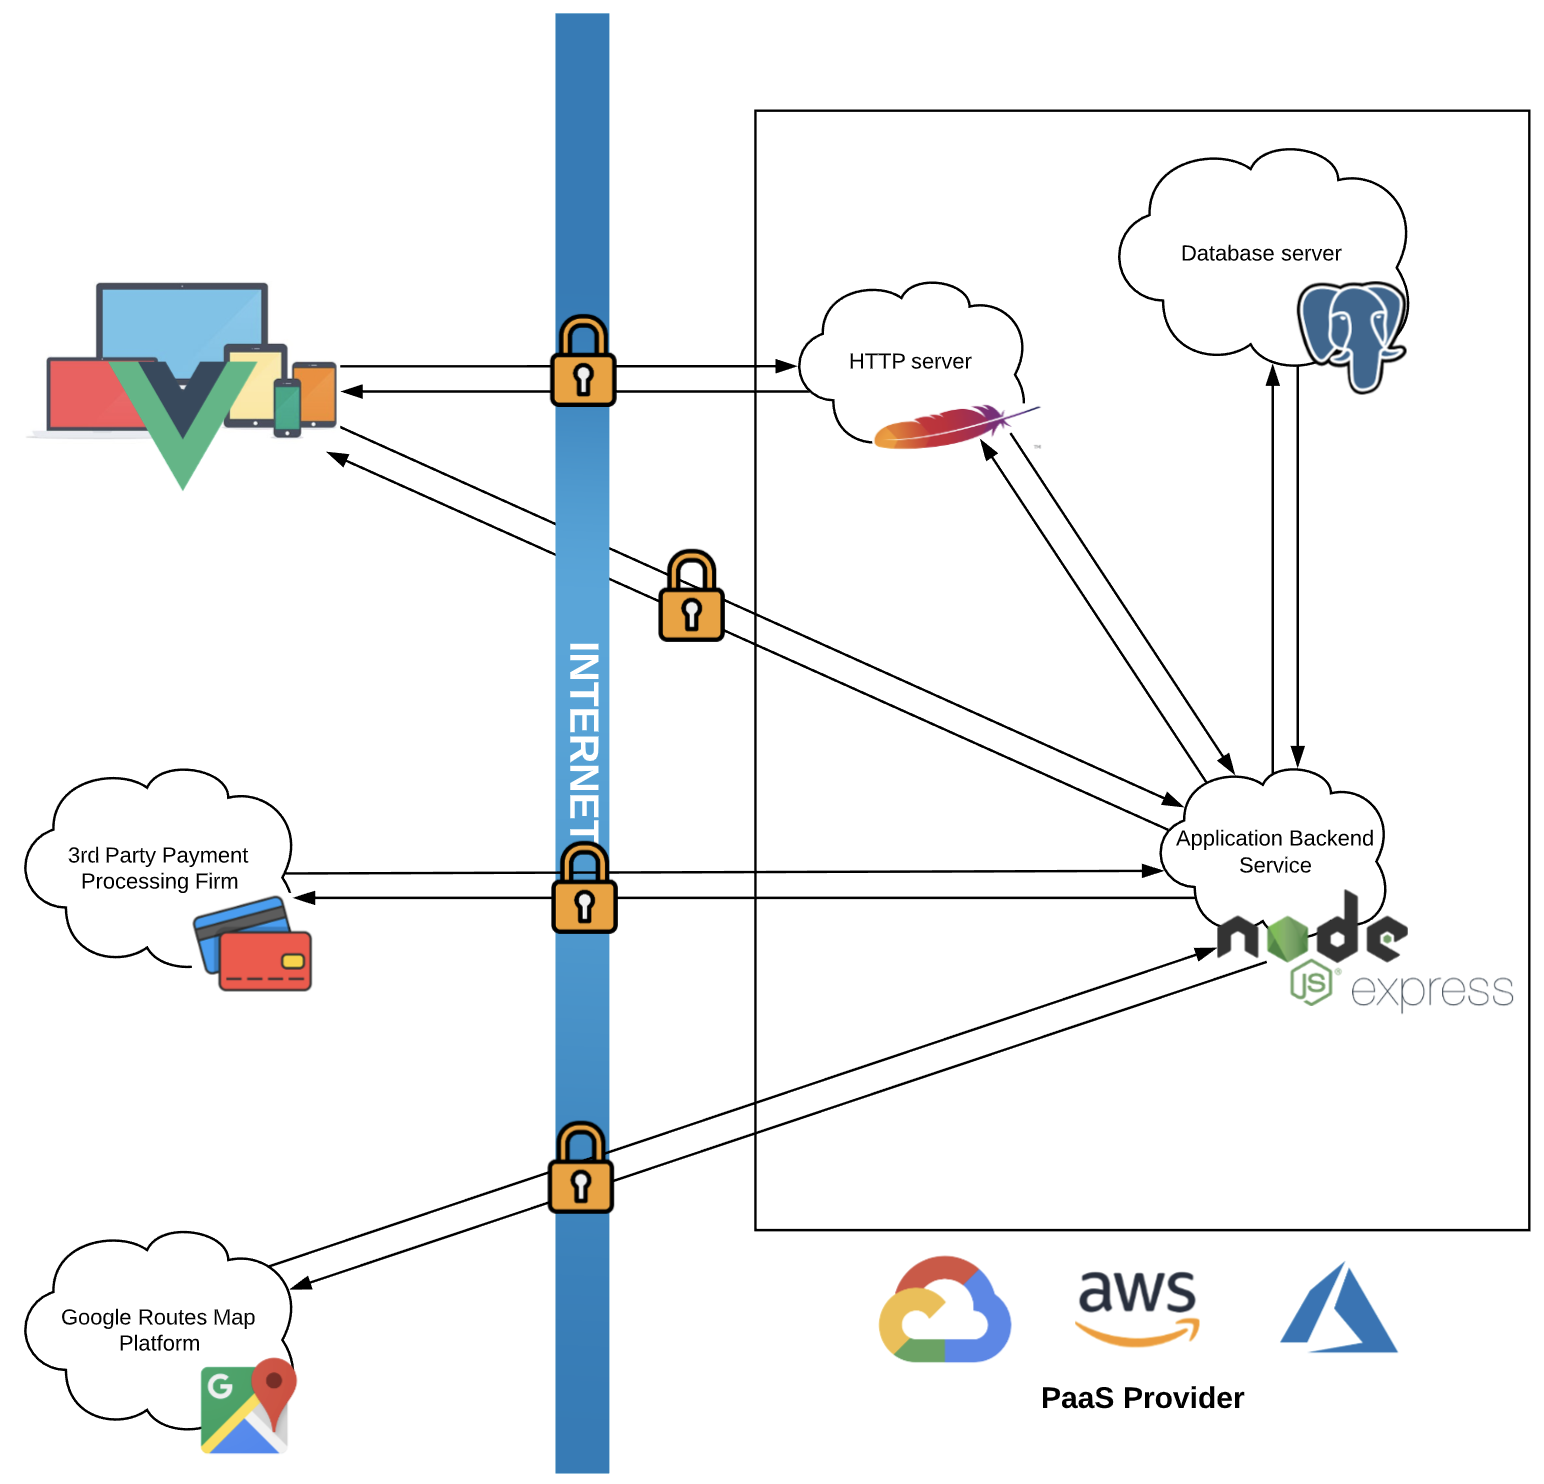 Database server
HTTP server
™
INTERNET
3rd Party Payment
Processing Firm
Application Backend
Service
node
JS
®
express
Google Routes Map
Platform
G
aws
PaaS Provider